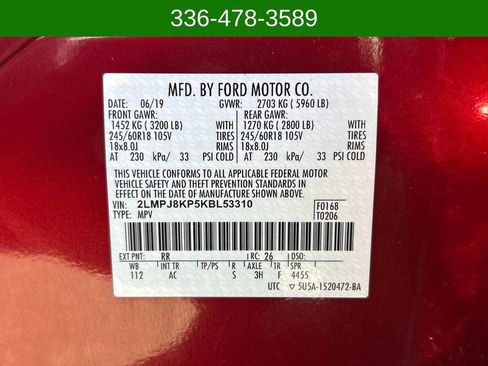 336-478-3589
MFD. BY FORD MOTOR CO.
DATE: 06/19 GVWR: 2703 KG ( 5960 LB)
FRONT GAWR: REAR GAWR:
1452 KG ( 3200 LB) WITH 1270 KG ( 2800 LB) WITH
245/60R18 105V TIRES 245/60R18 105V TIRES
18x8.0J RIMS 18x8.0J RIMS
AT 230 kPa/ 33 PSI COLD AT 230 kPa/ 33 PSI COLD
THIS VEHICLE CONFORMS TO ALL APPLICABLE FEDERAL MOTOR
VEHICLE SAFETY AND THEFT PREVENTION STANDARDS IN
EFFECT ON THE DATE OF MANUFACTURE SHOWN ABOVE.
VIN: 2LMPJ8KP5KBL53310 F0168
TYPE: MPV T0206
EXT PNT: RR RC: 26 DSO:
WB INT TR TP/PS R AXLE TR SPR
112 AC S 3H F 4455
UTC ▽ 5U5A-1520472-BA